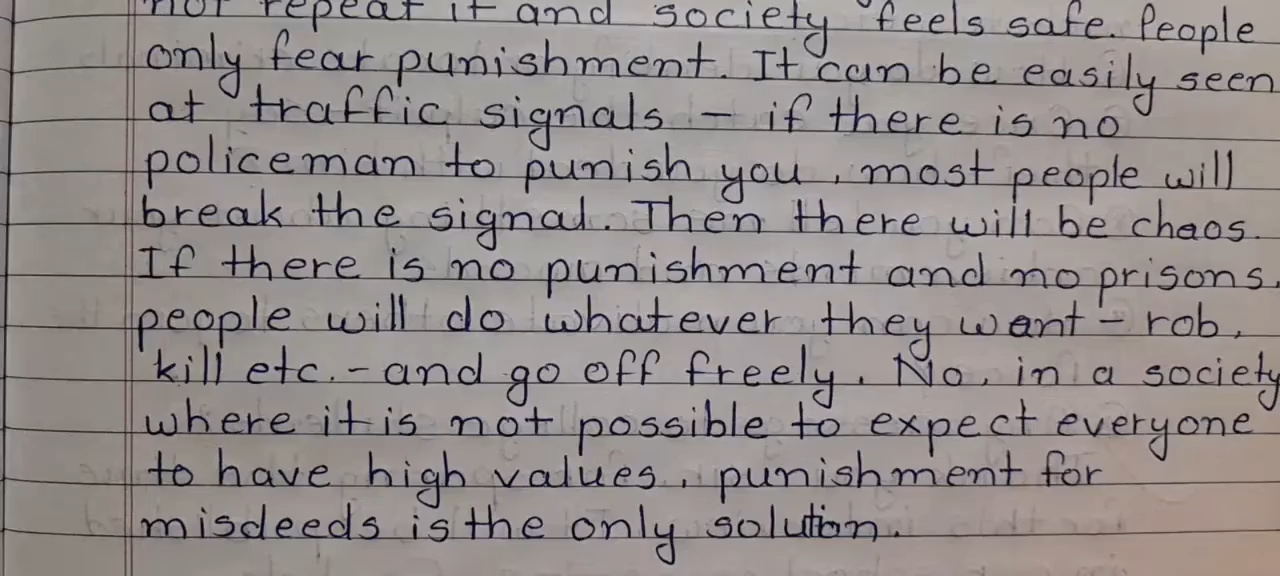 not repeat it and society feels safe. People
only fear punishment. It can be easily seen
at traffic signals – if there is no
policeman to punish you, most people will
break the signal. Then there will be chaos.
If there is no punishment and no prisons,
people will do whatever they want – rob,
kill etc. – and go off freely. No, in a society
where it is not possible to expect everyone
to have high values, punishment for
misdeeds is the only solution.